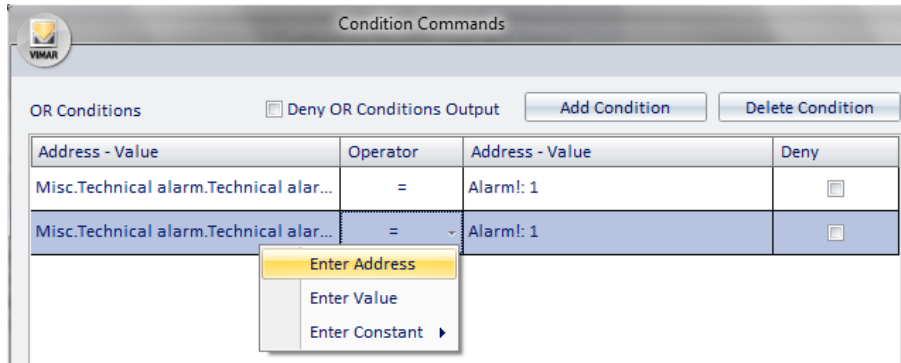 Condition Commands
VIMAR
OR Conditions Deny OR Conditions Output Add Condition Delete Condition
Address - Value Operator Address - Value Deny
Misc.Technical alarm.Technical alar... = Alarm!: 1
Misc.Technical alarm.Technical alar... = Alarm!: 1
Enter Address
Enter Value
Enter Constant